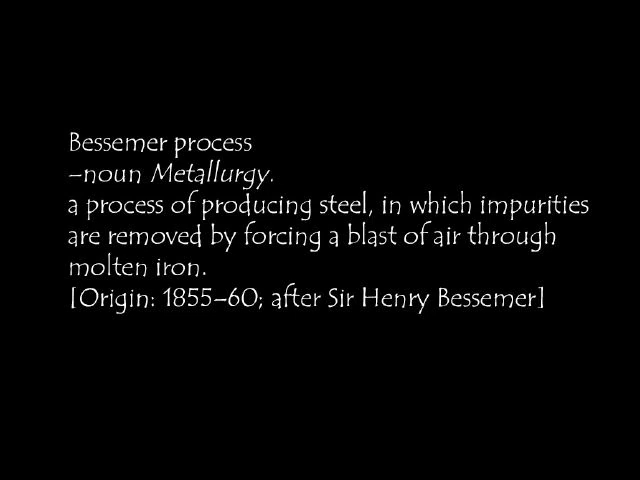 Bessemer process
–noun Metallurgy.
a process of producing steel, in which impurities
are removed by forcing a blast of air through
molten iron.
[Origin: 1855–60; after Sir Henry Bessemer]